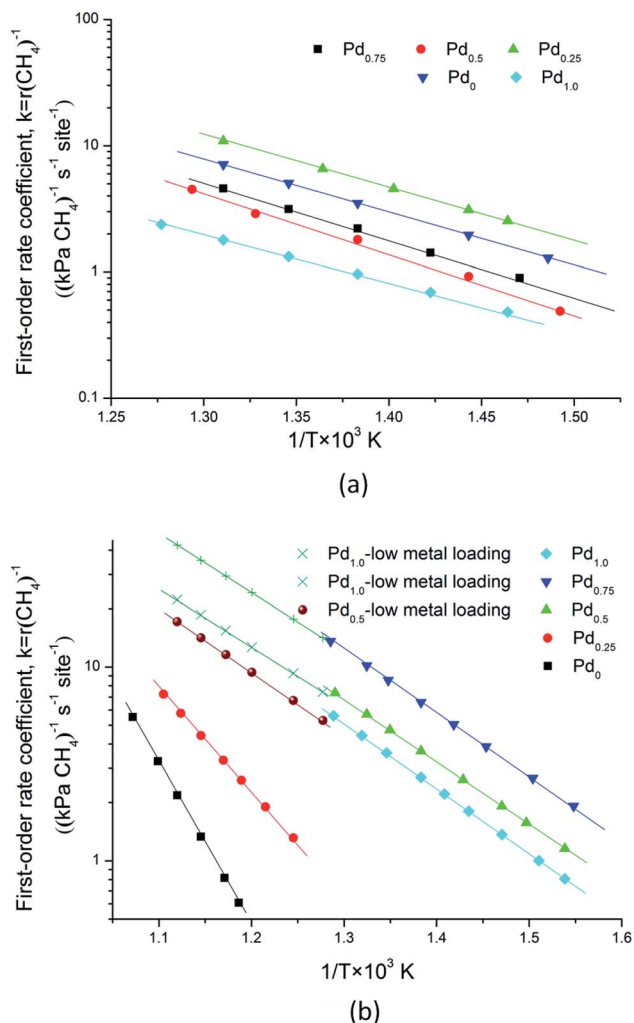 (a)
100
10
1
0.1
First-order rate coefficient, k=r(CH₄)⁻¹
((kPa CH₄)⁻¹ s⁻¹ site⁻¹)
Pd₀.₇₅ Pd₀.₅ Pd₀.₂₅
Pd₀ Pd₁.₀
1.25 1.30 1.35 1.40 1.45 1.50
1/T×10³ K
(a)
First-order rate coefficient, k=r(CH₄)⁻¹
((kPa CH₄)⁻¹ s⁻¹ site⁻¹)
10
1
Pd₁.₀-low metal loading Pd₁.₀
Pd₁.₀-low metal loading Pd₀.₇₅
Pd₀.₅-low metal loading Pd₀.₅
Pd₀.₂₅
Pd₀
1.1 1.2 1.3 1.4 1.5 1.6
1/T×10³ K
(b)